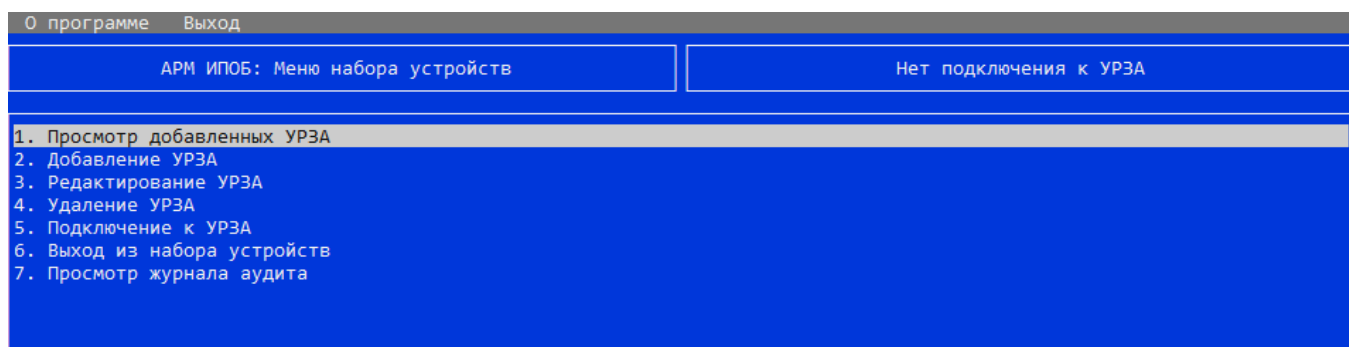 О программе Выход
АРМ ИПОБ: Меню набора устройств
Нет подключения к УРЗА
1. Просмотр добавленных УРЗА
2. Добавление УРЗА
3. Редактирование УРЗА
4. Удаление УРЗА
5. Подключение к УРЗА
6. Выход из набора устройств
7. Просмотр журнала аудита